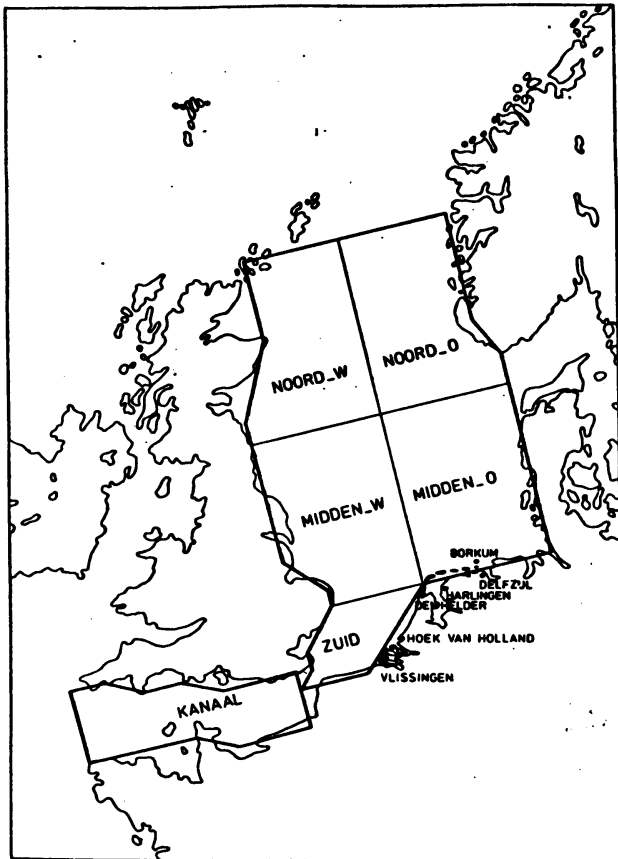 NOORD_W
NOORD_O
MIDDEN_W
MIDDEN_O
BORKUM
DELFZIJL
HARLINGEN
DEN HELDER
ZUID
HOEK VAN HOLLAND
VLISSINGEN
KANAAL